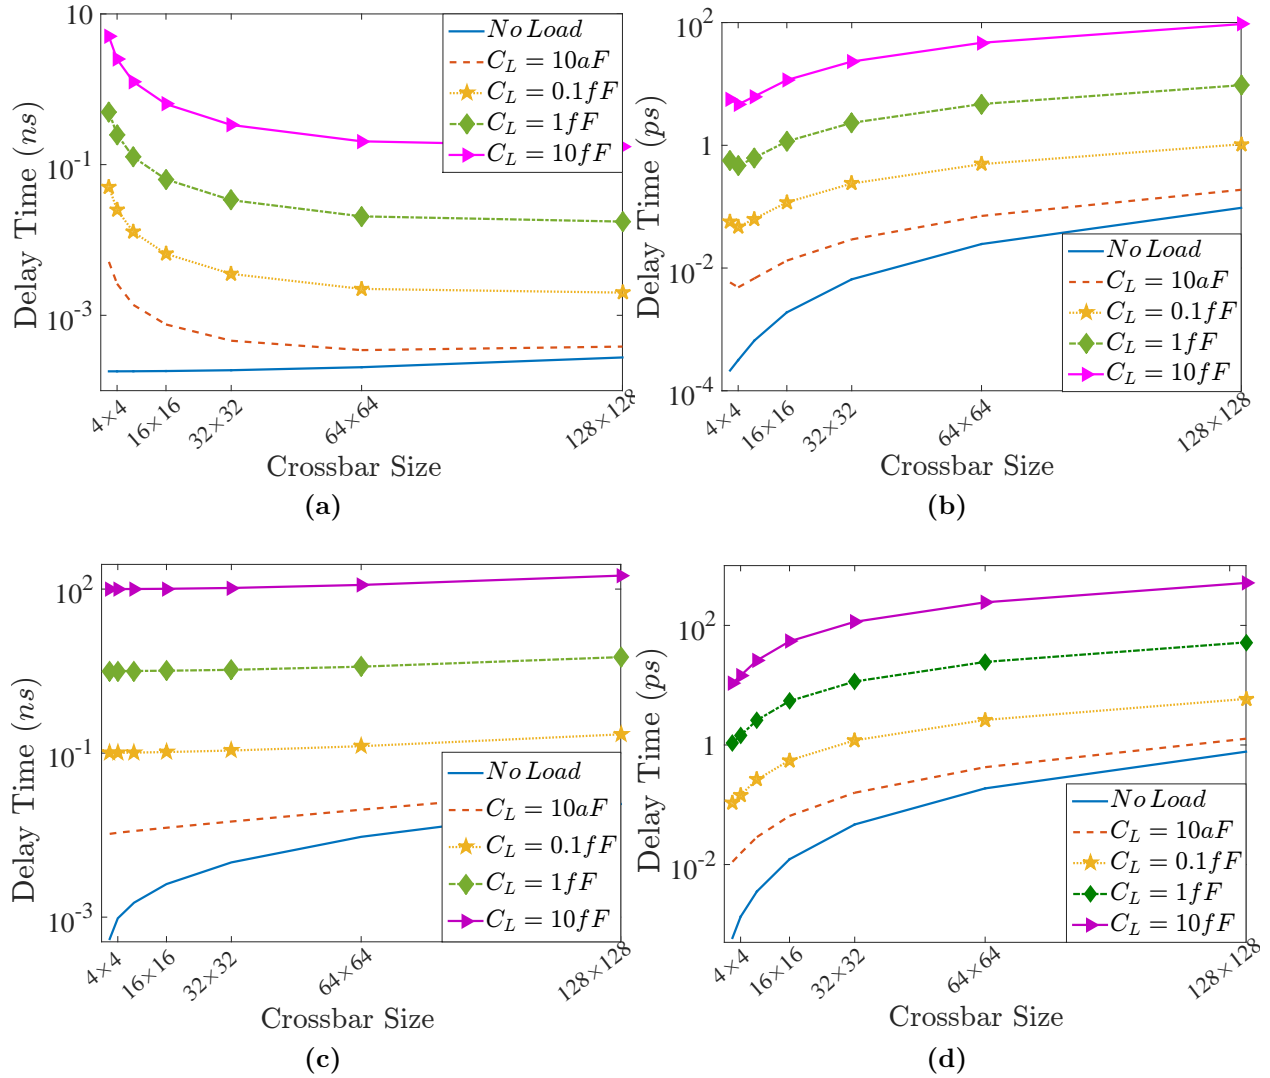 10
10^-1
10^-3
Delay Time (ns)
No Load
C_L = 10aF
C_L = 0.1fF
C_L = 1fF
C_L = 10fF
4×4
16×16
32×32
64×64
128×128
Crossbar Size
(a)
10^2
1
10^-2
10^-4
Delay Time (ps)
No Load
C_L = 10aF
C_L = 0.1fF
C_L = 1fF
C_L = 10fF
4×4
16×16
32×32
64×64
128×128
Crossbar Size
(b)
10^2
10^-1
10^-3
Delay Time (ns)
No Load
C_L = 10aF
C_L = 0.1fF
C_L = 1fF
C_L = 10fF
4×4
16×16
32×32
64×64
128×128
Crossbar Size
(c)
10^2
1
10^-2
Delay Time (ps)
No Load
C_L = 10aF
C_L = 0.1fF
C_L = 1fF
C_L = 10fF
4×4
16×16
32×32
64×64
128×128
Crossbar Size
(d)